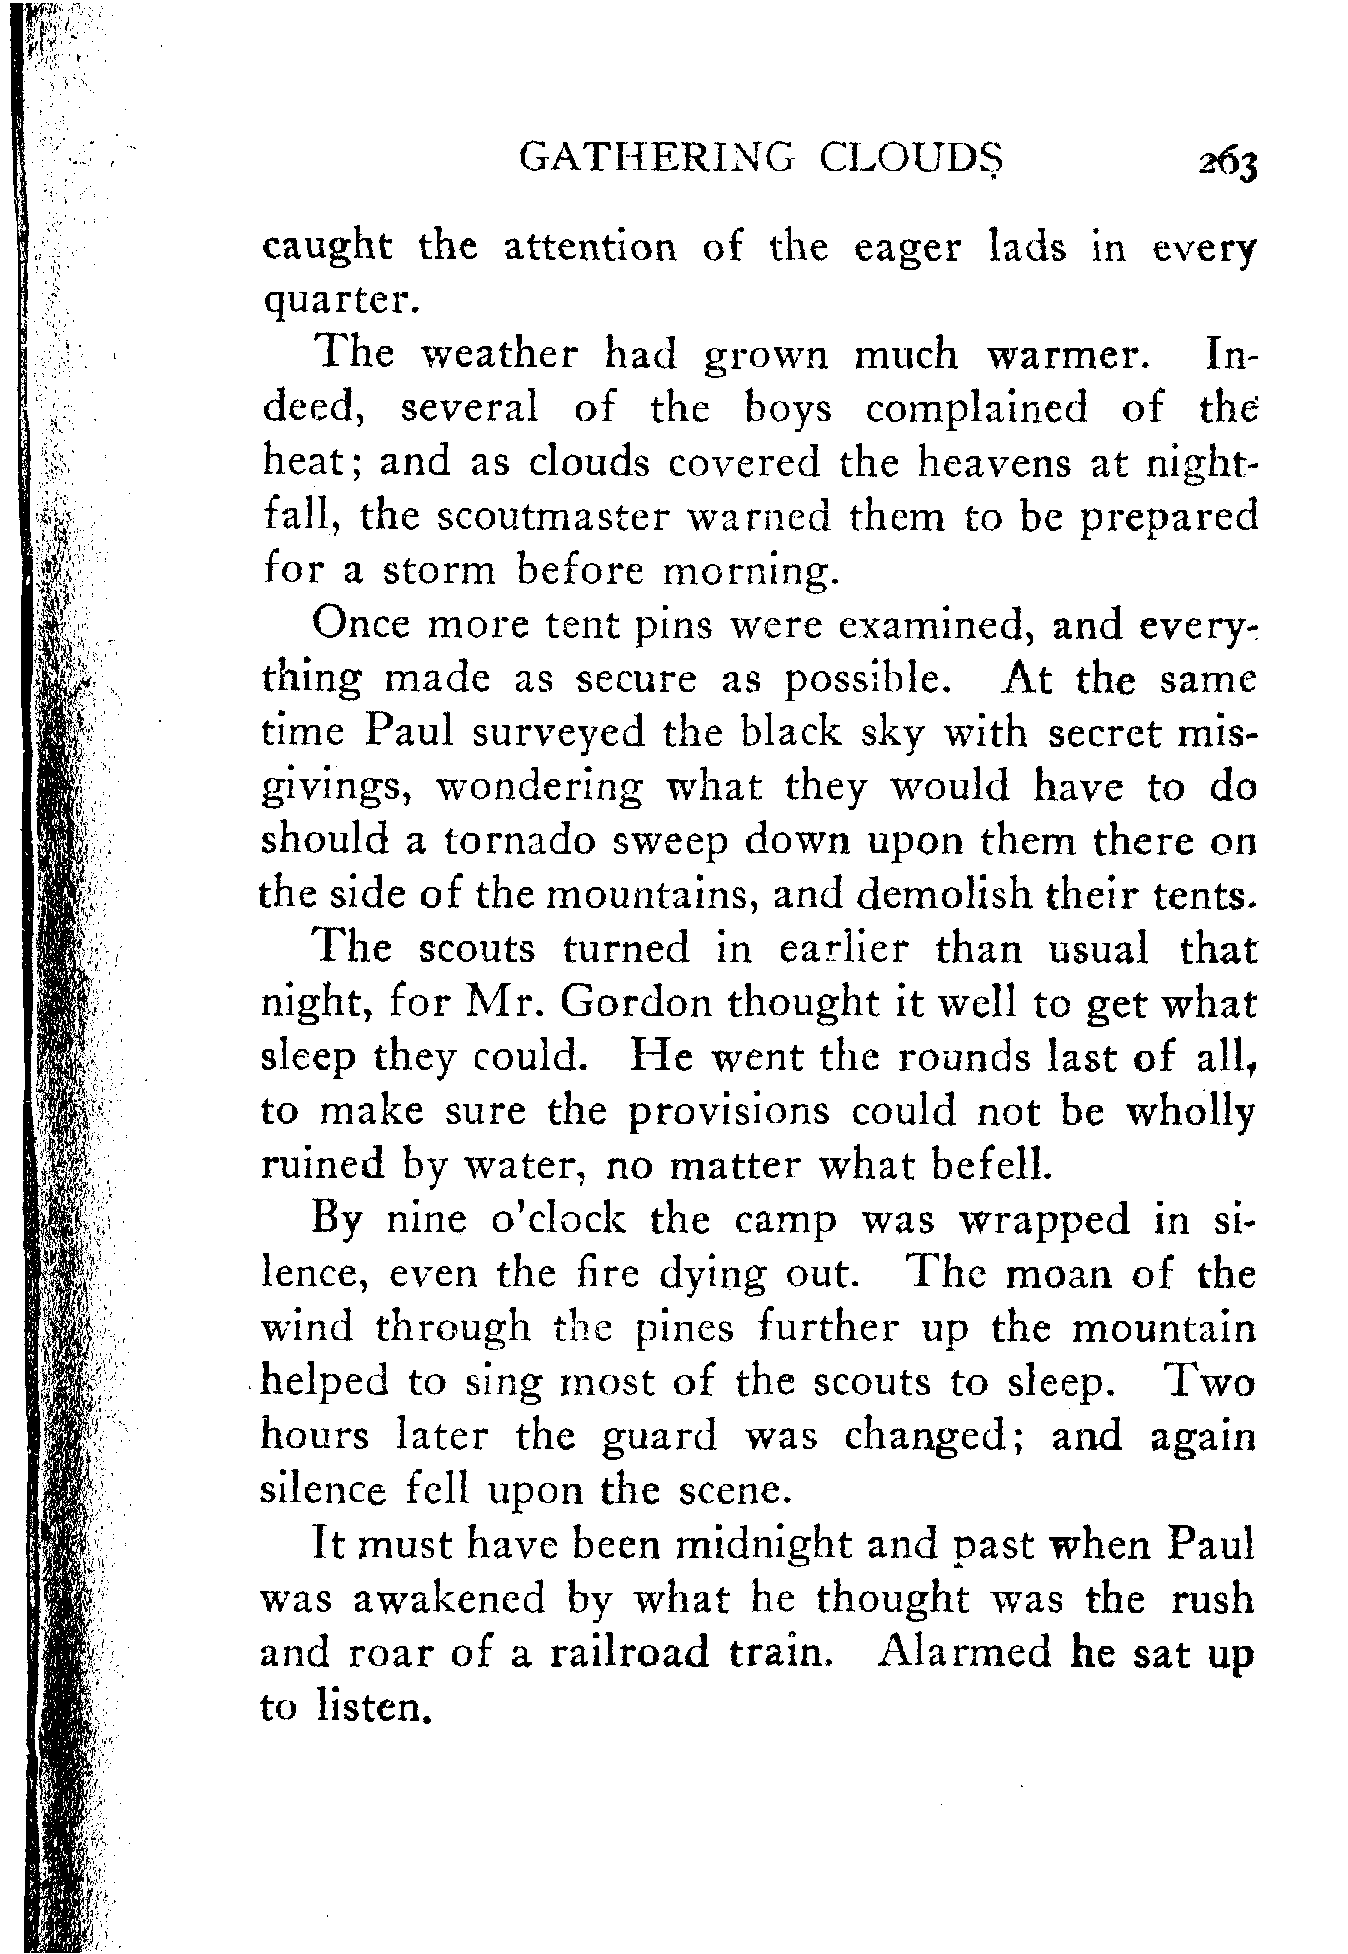 GATHERING CLOUDS 263
caught the attention of the eager lads in every
quarter.
The weather had grown much warmer. In-
deed, several of the boys complained of the
heat; and as clouds covered the heavens at night-
fall, the scoutmaster warned them to be prepared
for a storm before morning.
Once more tent pins were examined, and every-
thing made as secure as possible. At the same
time Paul surveyed the black sky with secret mis-
givings, wondering what they would have to do
should a tornado sweep down upon them there on
the side of the mountains, and demolish their tents.
The scouts turned in earlier than usual that
night, for Mr. Gordon thought it well to get what
sleep they could. He went the rounds last of all,
to make sure the provisions could not be wholly
ruined by water, no matter what befell.
By nine o'clock the camp was wrapped in si-
lence, even the fire dying out. The moan of the
wind through the pines further up the mountain
helped to sing most of the scouts to sleep. Two
hours later the guard was changed; and again
silence fell upon the scene.
It must have been midnight and past when Paul
was awakened by what he thought was the rush
and roar of a railroad train. Alarmed he sat up
to listen.